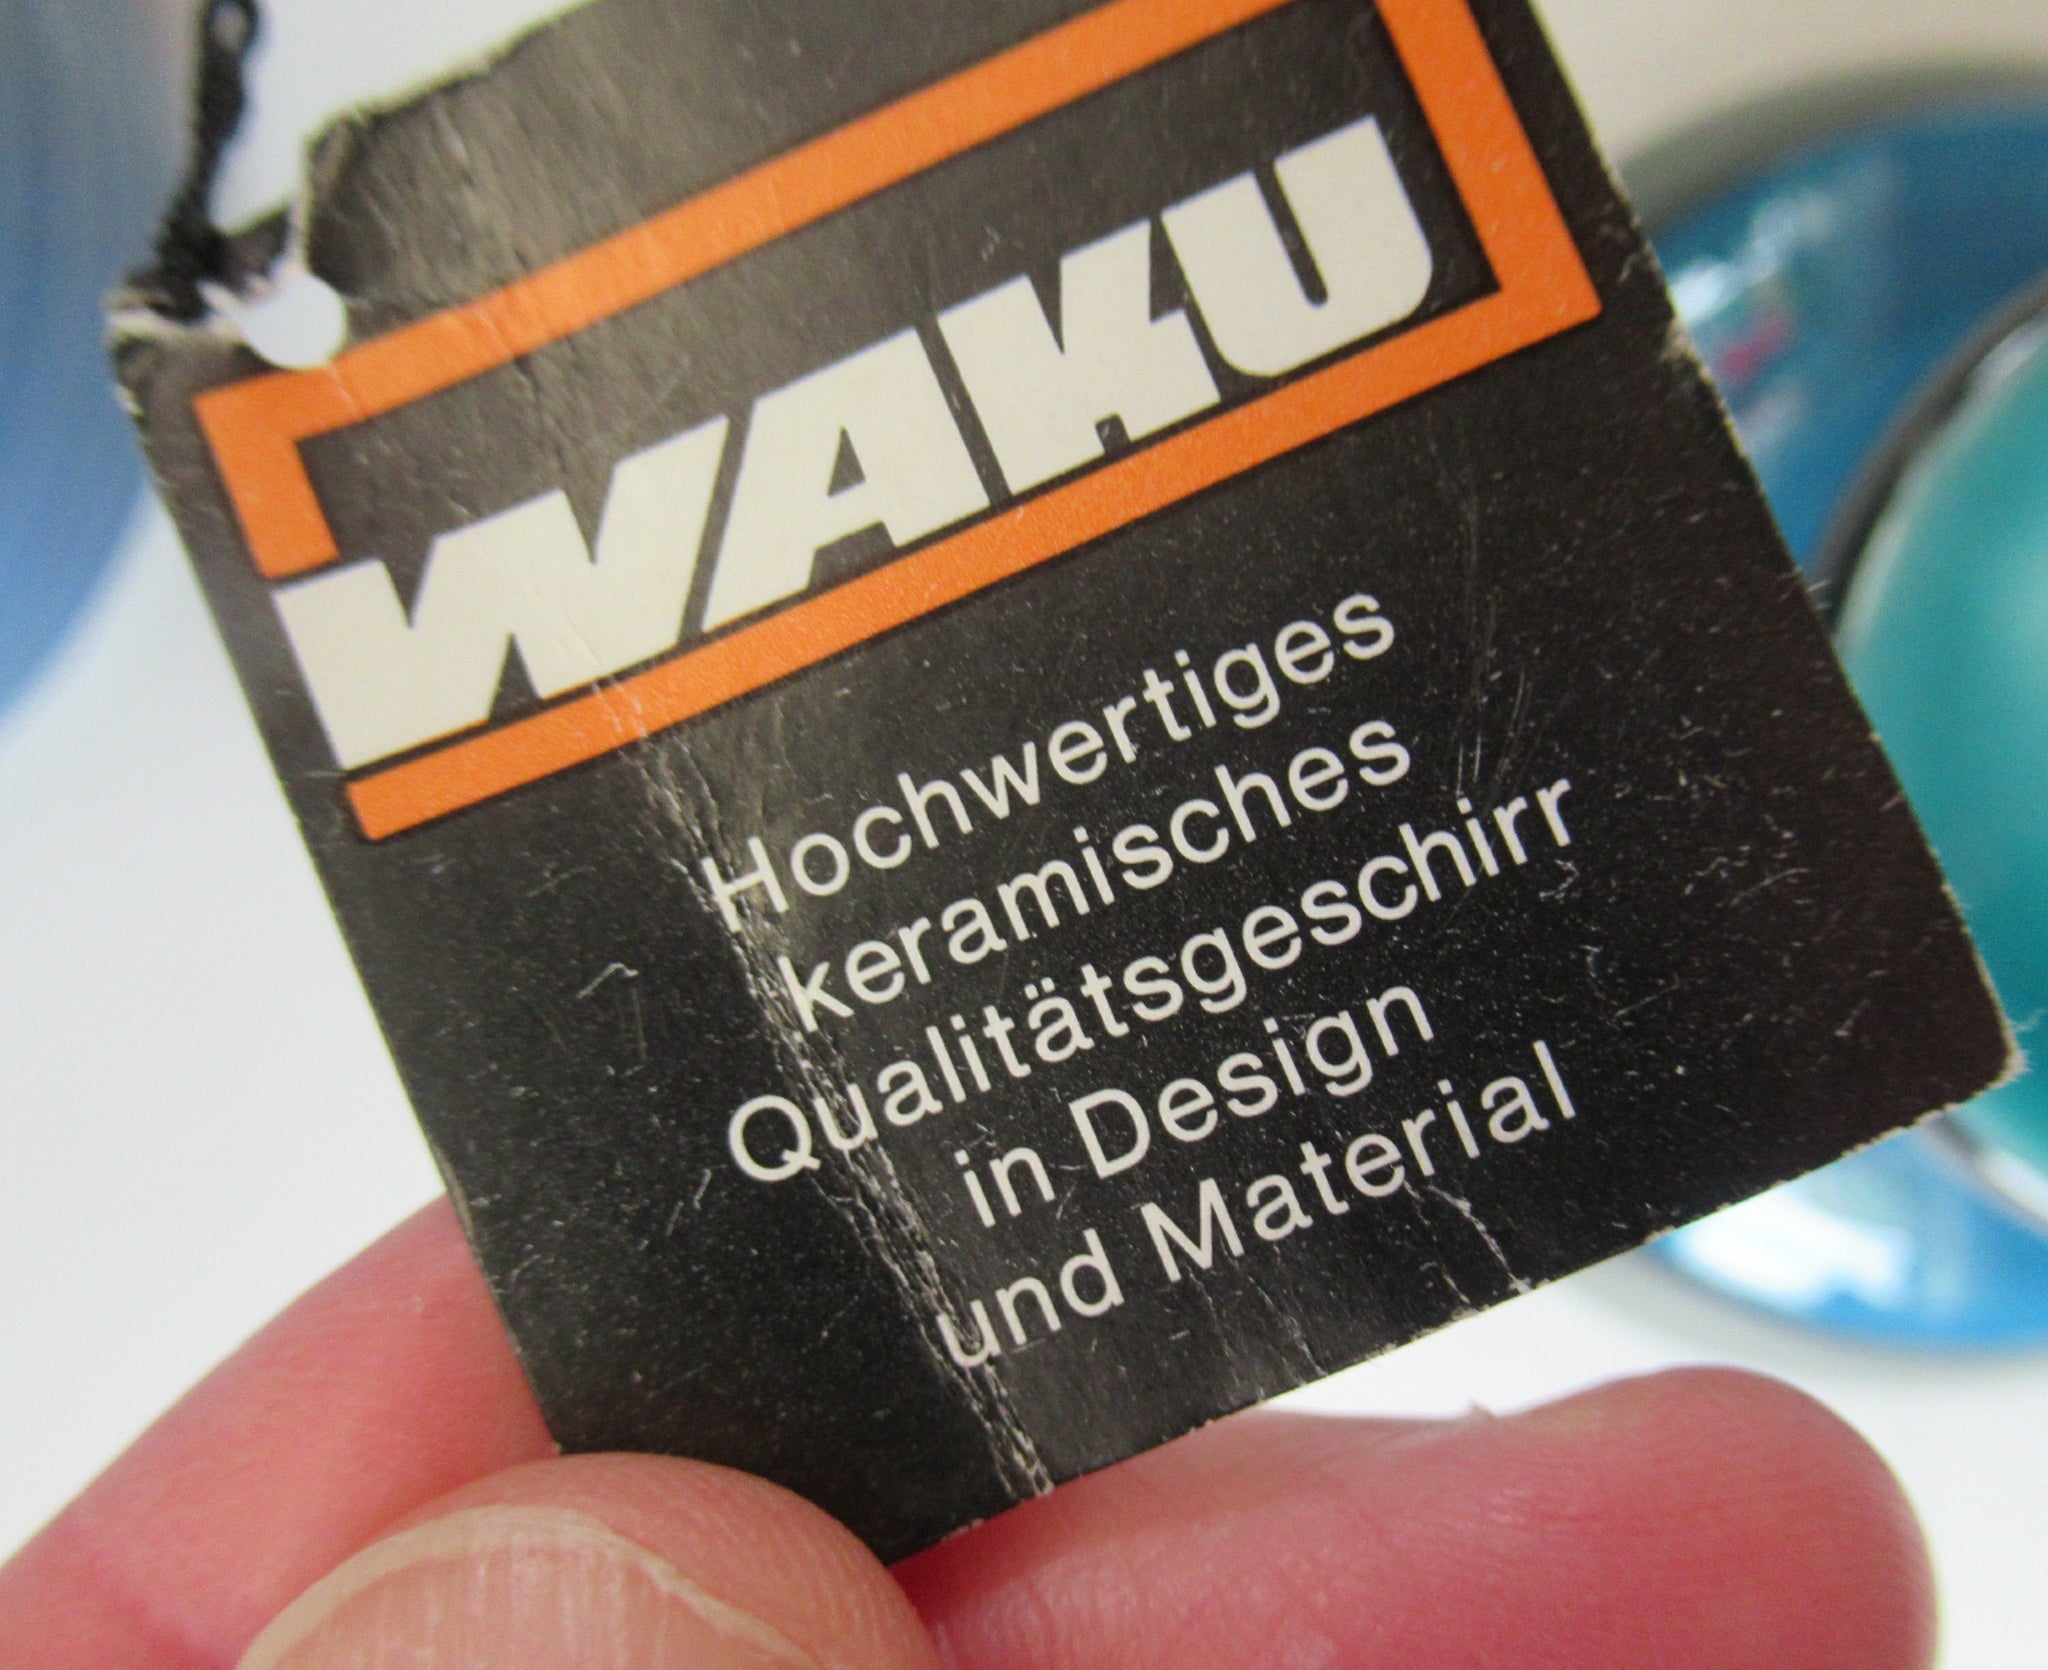 WAKU
Hochwertiges
keramisches
Qualitätsgeschirr
in Design
und Material